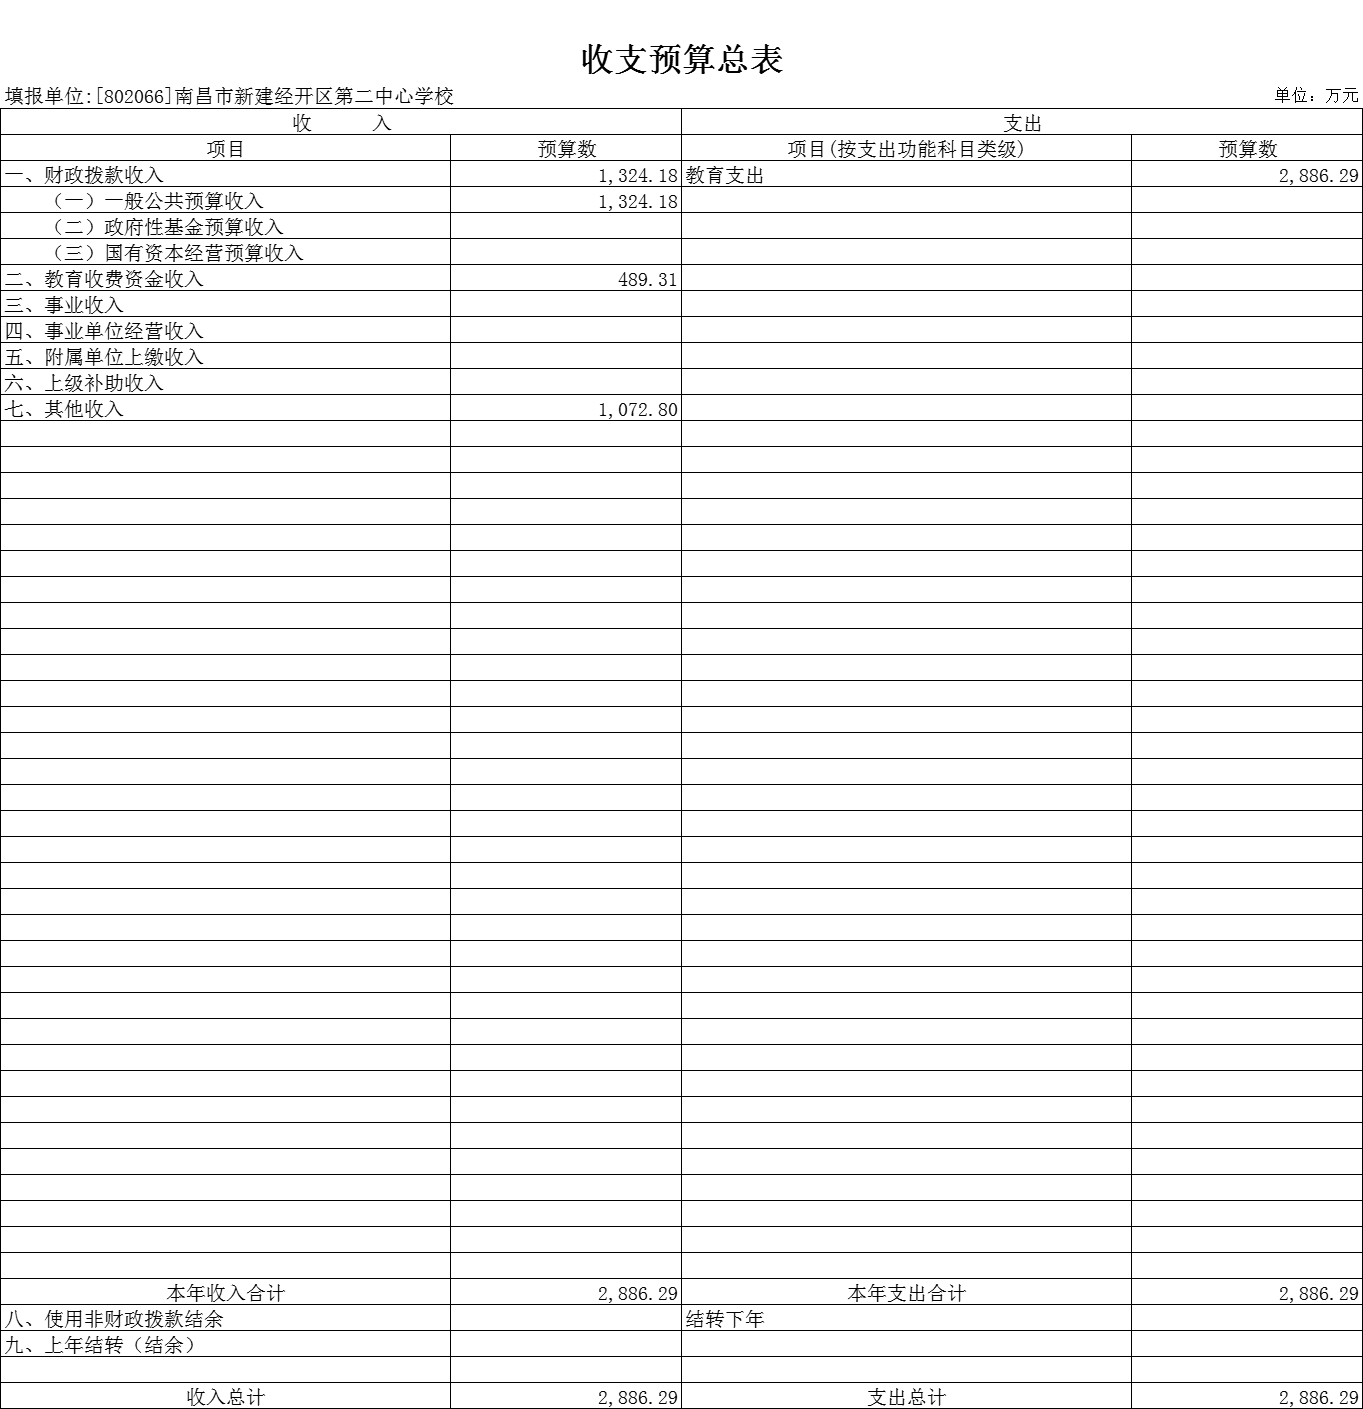 收支预算总表
填报单位:[802066]南昌市新建经开区第二中心学校 单位：万元
收 入 支出
项目 预算数 项目(按支出功能科目类级) 预算数
一、财政拨款收入 1,324.18 教育支出 2,886.29
（一）一般公共预算收入 1,324.18
（二）政府性基金预算收入
（三）国有资本经营预算收入
二、教育收费资金收入 489.31
三、事业收入
四、事业单位经营收入
五、附属单位上缴收入
六、上级补助收入
七、其他收入 1,072.80
本年收入合计 2,886.29 本年支出合计 2,886.29
八、使用非财政拨款结余 结转下年
九、上年结转（结余）
收入总计 2,886.29 支出总计 2,886.29